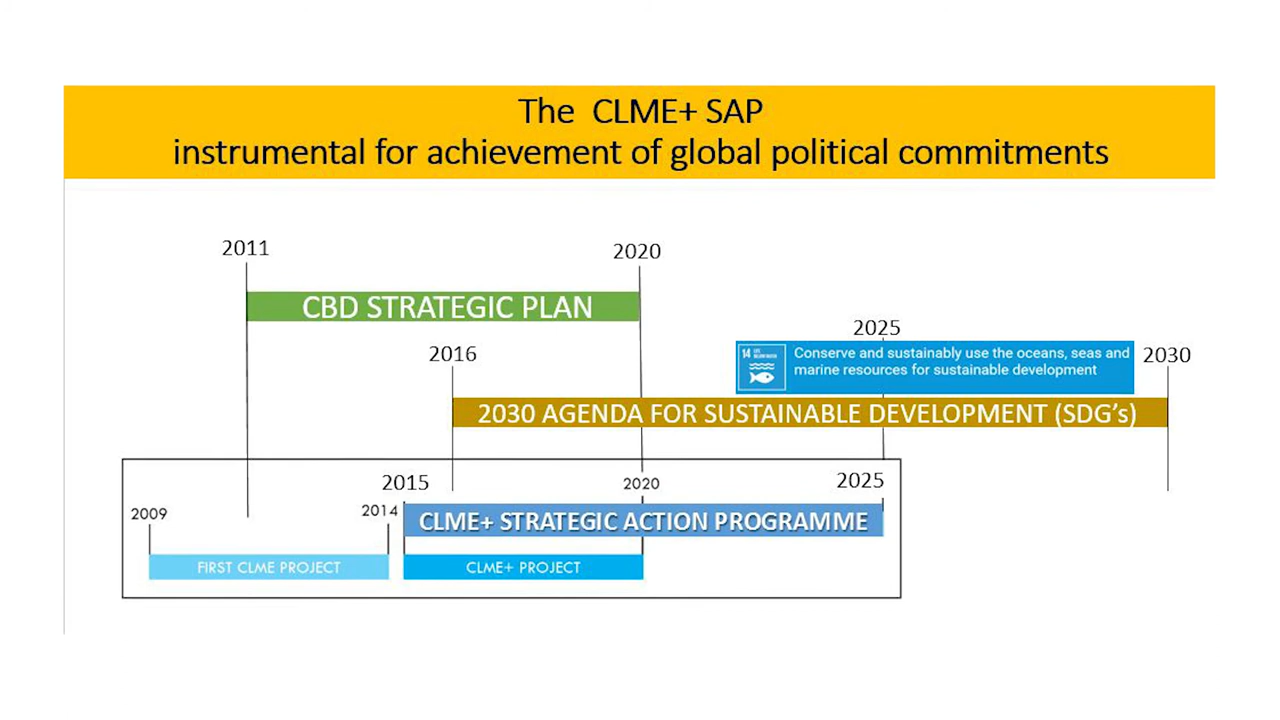 The CLME+ SAP
instrumental for achievement of global political commitments
2011
2020
CBD STRATEGIC PLAN
2025
2016
14
Conserve and sustainably use the oceans, seas and
marine resources for sustainable development
2030
2030 AGENDA FOR SUSTAINABLE DEVELOPMENT (SDG's)
2015
2020
2025
2009
2014
CLME+ STRATEGIC ACTION PROGRAMME
FIRST CLME PROJECT
CLME+ PROJECT